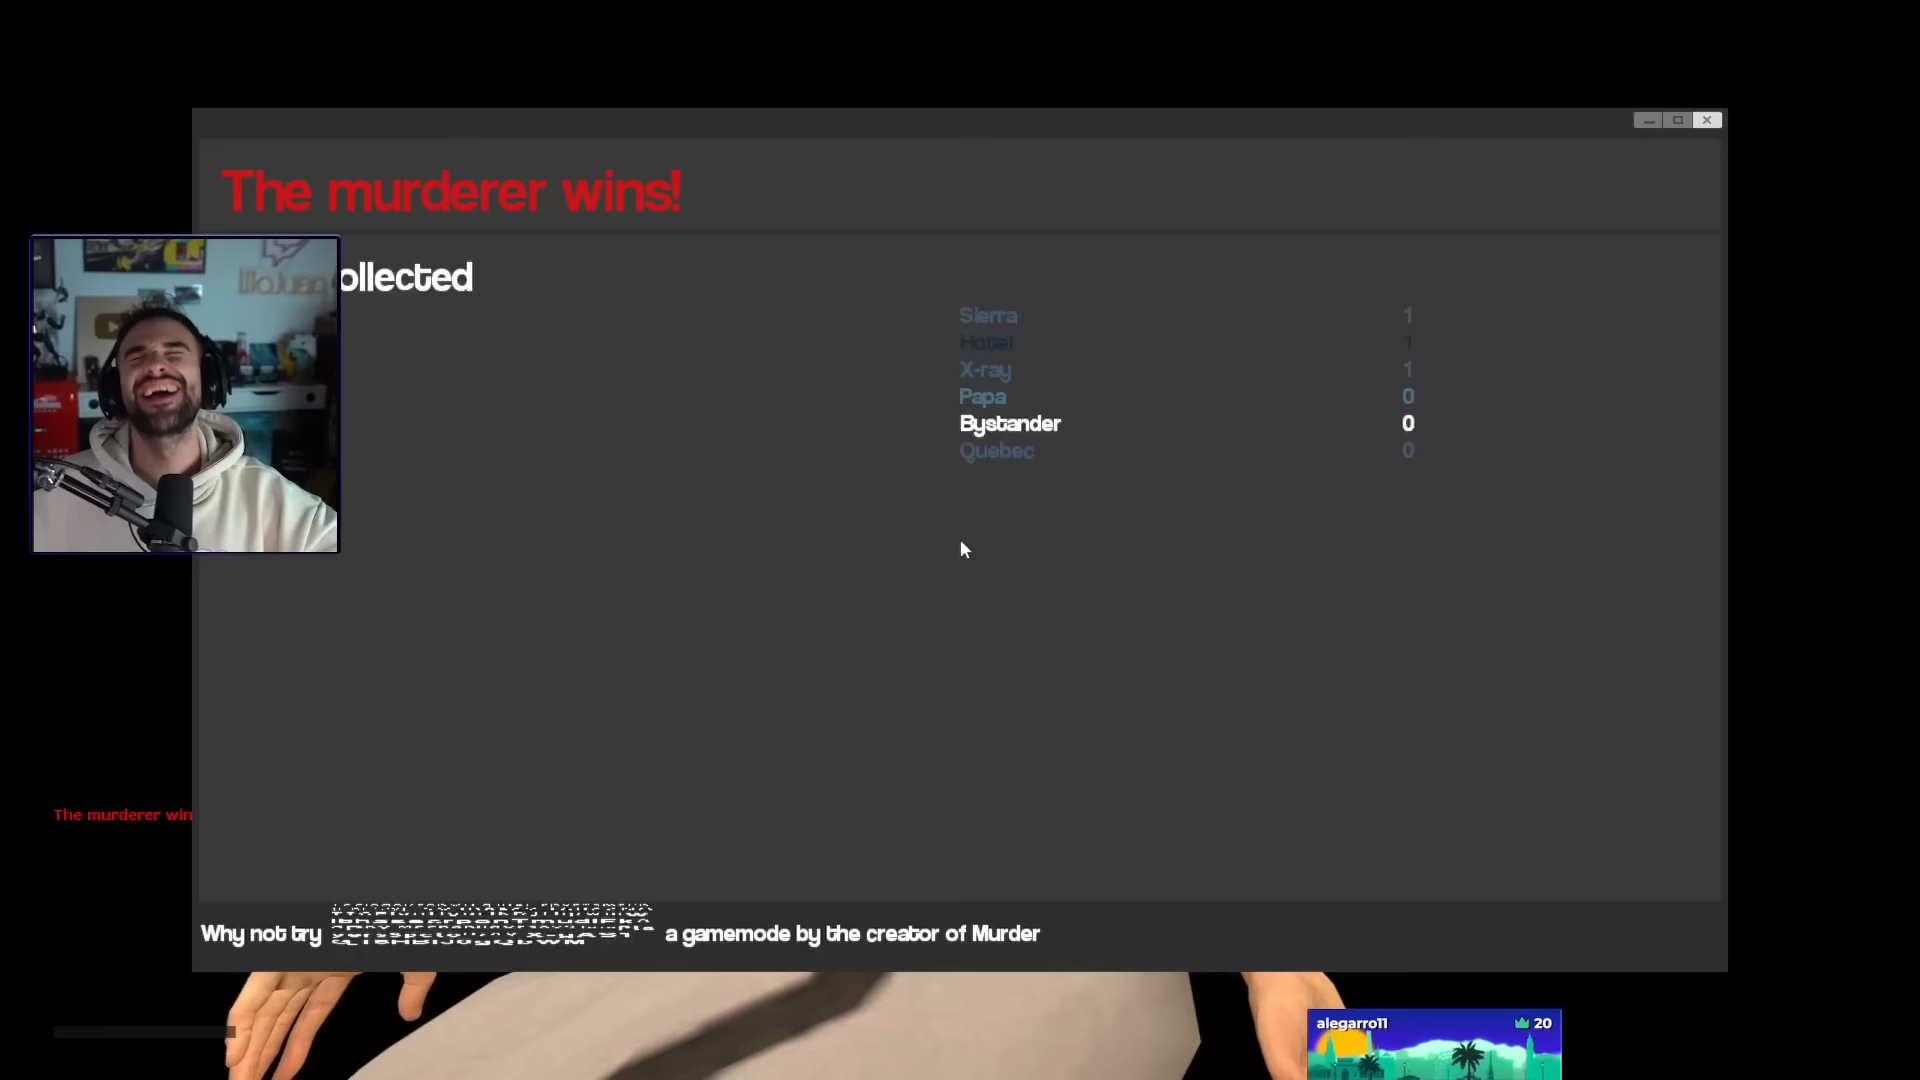 The murderer wins!
ollected
Sierra 1
Hotel 1
X-ray 1
Papa 0
Bystander 0
Quebec 0
The murderer win
Why not try a gamemode by the creator of Murder
alegarro11 20